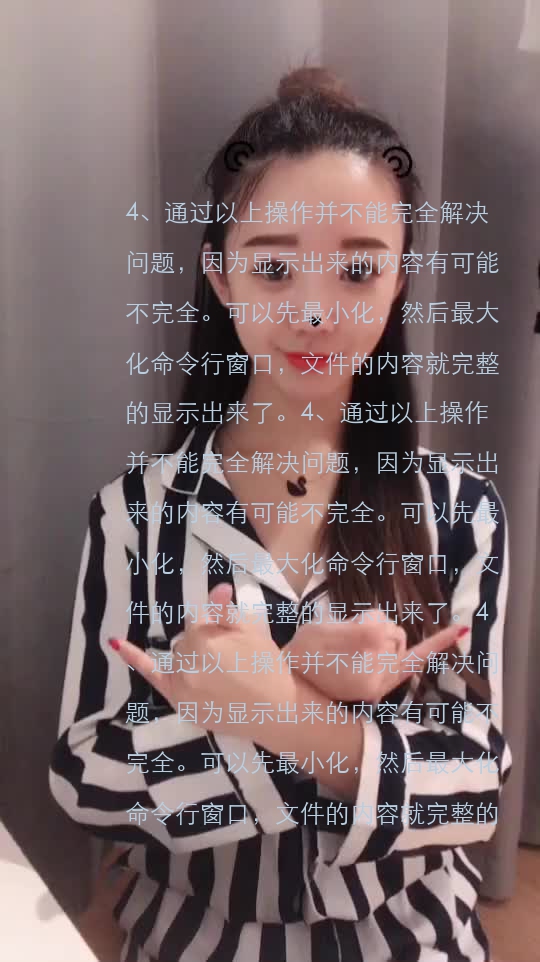 4、通过以上操作并不能完全解决
问题，因为显示出来的内容有可能
不完全。可以先最小化，然后最大
化命令行窗口，文件的内容就完整
的显示出来了。4、通过以上操作
并不能完全解决问题，因为显示出
来的内容有可能不完全。可以先最
小化，然后最大化命令行窗口，文
件的内容就完整的显示出来了。4
、通过以上操作并不能完全解决问
题，因为显示出来的内容有可能不
完全。可以先最小化，然后最大化
命令行窗口，文件的内容就完整的